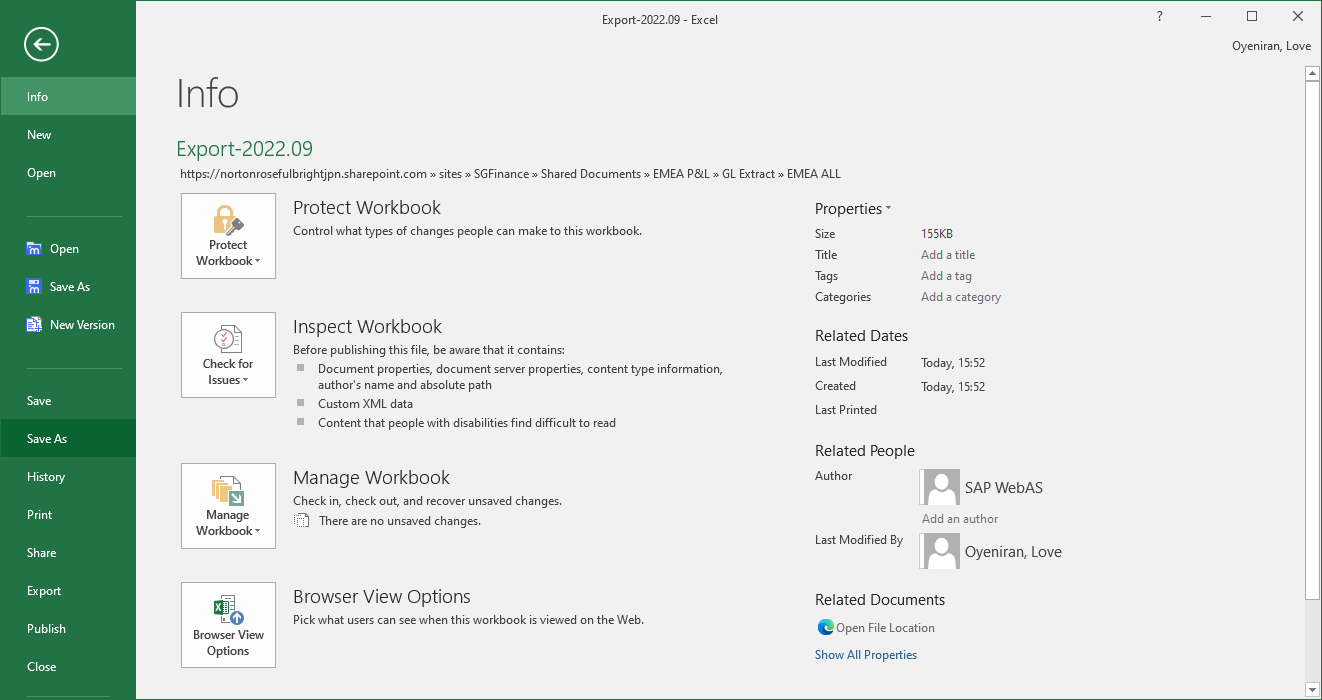 Export-2022.09 - Excel
?
Oyeniran, Love
Info
New
Open
Open
Save As
New Version
Save
Save As
History
Print
Share
Export
Publish
Close
Info
Export-2022.09
https://nortonrosefulbrightjpn.sharepoint.com » sites » SGFinance » Shared Documents » EMEA P&L » GL Extract » EMEA ALL
Protect
Workbook
Protect Workbook
Control what types of changes people can make to this workbook.
Check for
Issues
Inspect Workbook
Before publishing this file, be aware that it contains:
Document properties, document server properties, content type information,
author's name and absolute path
Custom XML data
Content that people with disabilities find difficult to read
Manage
Workbook
Manage Workbook
Check in, check out, and recover unsaved changes.
There are no unsaved changes.
Browser View
Options
Browser View Options
Pick what users can see when this workbook is viewed on the Web.
Properties
Size 155KB
Title Add a title
Tags Add a tag
Categories Add a category
Related Dates
Last Modified Today, 15:52
Created Today, 15:52
Last Printed
Related People
Author SAP WebAS
Add an author
Last Modified By Oyeniran, Love
Related Documents
Open File Location
Show All Properties